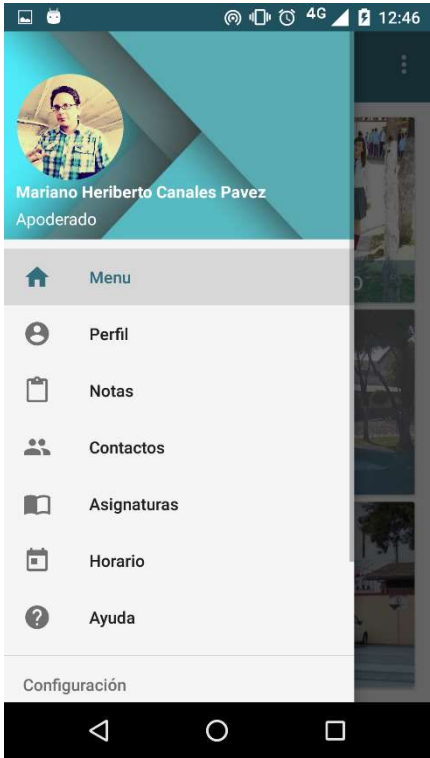 4G 12:46
Mariano Heriberto Canales Pavez
Apoderado
Menu
Perfil
Notas
Contactos
Asignaturas
Horario
Ayuda
Configuración